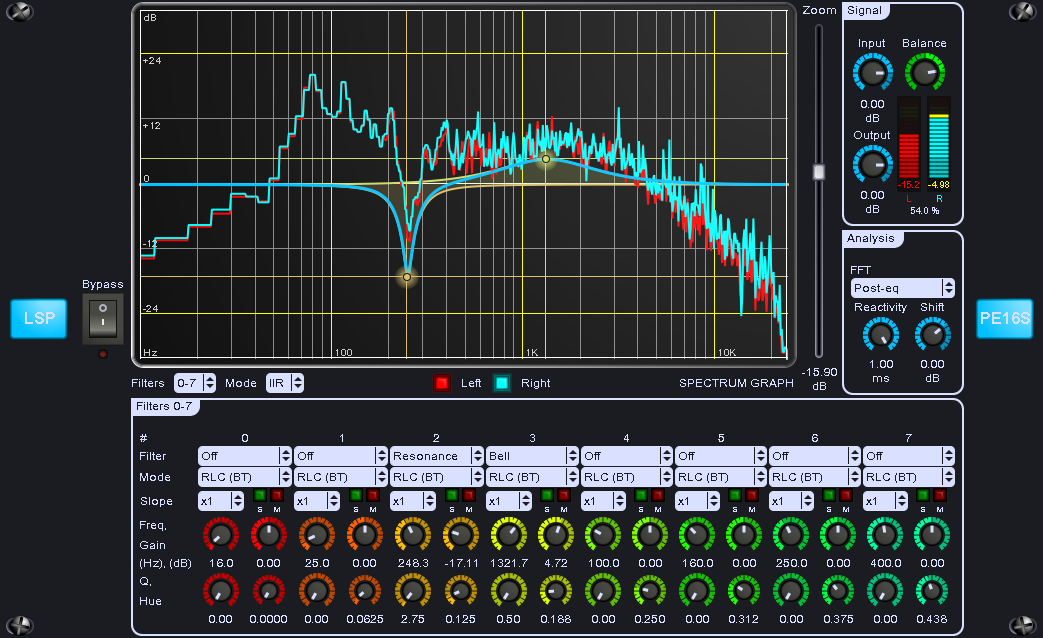 dB
Zoom
Signal
+24
Input Balance
0.00
dB
+12
Output
0
-15.2 -4.98
L R
0.00
dB
54.0 %
-12
Analysis
FFT
Bypass
Post-eq
LSP
-24
Reactivity Shift
PE16S
Hz 100 1K 10K
1.00 0.00
ms dB
-15.90
dB
Filters 0-7 Mode IIR Left Right SPECTRUM GRAPH
Filters 0-7
# 0 1 2 3 4 5 6 7
Filter Off Off Resonance Bell Off Off Off Off
Mode RLC (BT) RLC (BT) RLC (BT) RLC (BT) RLC (BT) RLC (BT) RLC (BT) RLC (BT)
Slope x1 x1 x1 x1 x1 x1 x1 x1
S M S M S M S M S M S M S M S M
Freq,
Gain
(Hz), (dB) 16.0 0.00 25.0 0.00 248.3 -17.11 1321.7 4.72 100.0 0.00 160.0 0.00 250.0 0.00 400.0 0.00
Q,
Hue
0.00 0.0000 0.00 0.0625 2.75 0.125 0.50 0.188 0.00 0.250 0.00 0.312 0.00 0.375 0.00 0.438